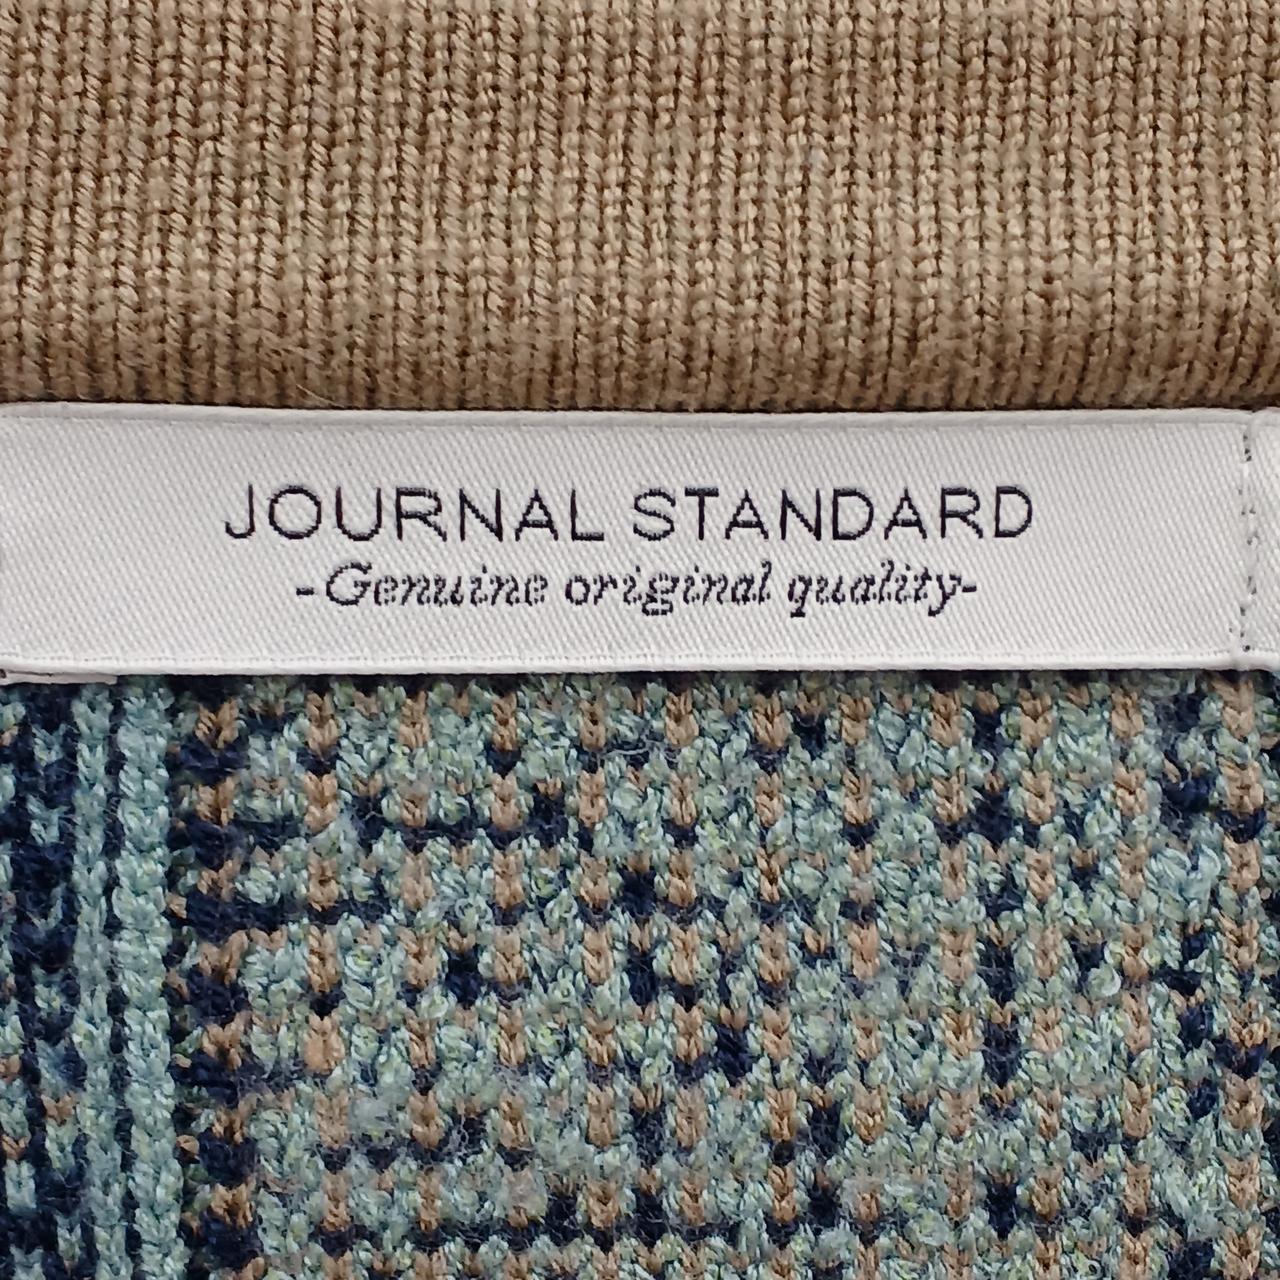 JOURNAL STANDARD
-Genuine original quality-